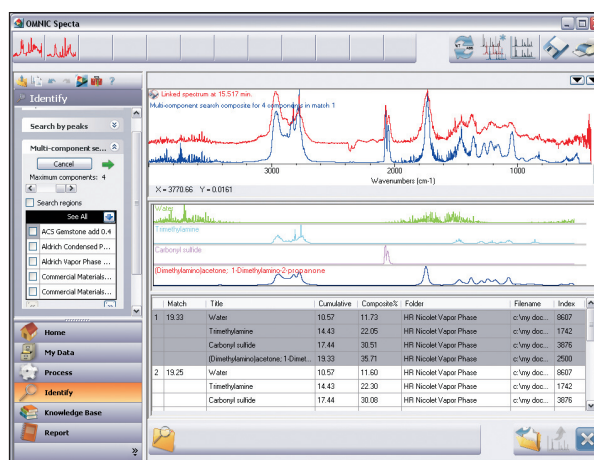 OMNIC Specta
Identify
Search by peaks
Multi-component se...
Cancel
Maximum components: 4
Search regions
See All
ACS Gemstone add 0.4
Aldrich Condensed P...
Aldrich Vapor Phase ...
Commercial Materials...
Commercial Materials...
Home
My Data
Process
Identify
Knowledge Base
Report
Linked spectrum at 15.517 min.
Multi-component search composite for 4 components in match 1
3000 2000 1000
Wavenumbers (cm-1)
X = 3770.66 Y = 0.0161
Water
Trimethylamine
Carbonyl sulfide
(Dimethylamino)acetone; 1-Dimethylamino-2-propanone
Match Title Cumulative Composite% Folder Filename Index
1 19.33 Water 10.57 11.73 HR Nicolet Vapor Phase c:\my doc... 8607
Trimethylamine 14.43 22.05 HR Nicolet Vapor Phase c:\my doc... 1742
Carbonyl sulfide 17.44 30.51 HR Nicolet Vapor Phase c:\my doc... 3876
(Dimethylamino)acetone; 1-Dimet... 19.33 35.71 HR Nicolet Vapor Phase c:\my doc... 2500
2 19.25 Water 10.57 11.60 HR Nicolet Vapor Phase c:\my doc... 8607
Trimethylamine 14.43 22.30 HR Nicolet Vapor Phase c:\my doc... 1742
Carbonyl sulfide 17.44 30.08 HR Nicolet Vapor Phase c:\my doc... 3876